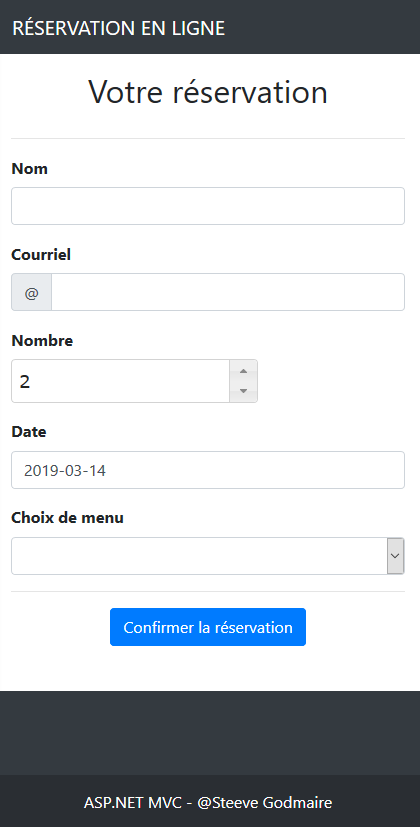 RÉSERVATION EN LIGNE
Votre réservation
Nom
Courriel
@
Nombre
2
Date
2019-03-14
Choix de menu
Confirmer la réservation
ASP.NET MVC - @Steeve Godmaire